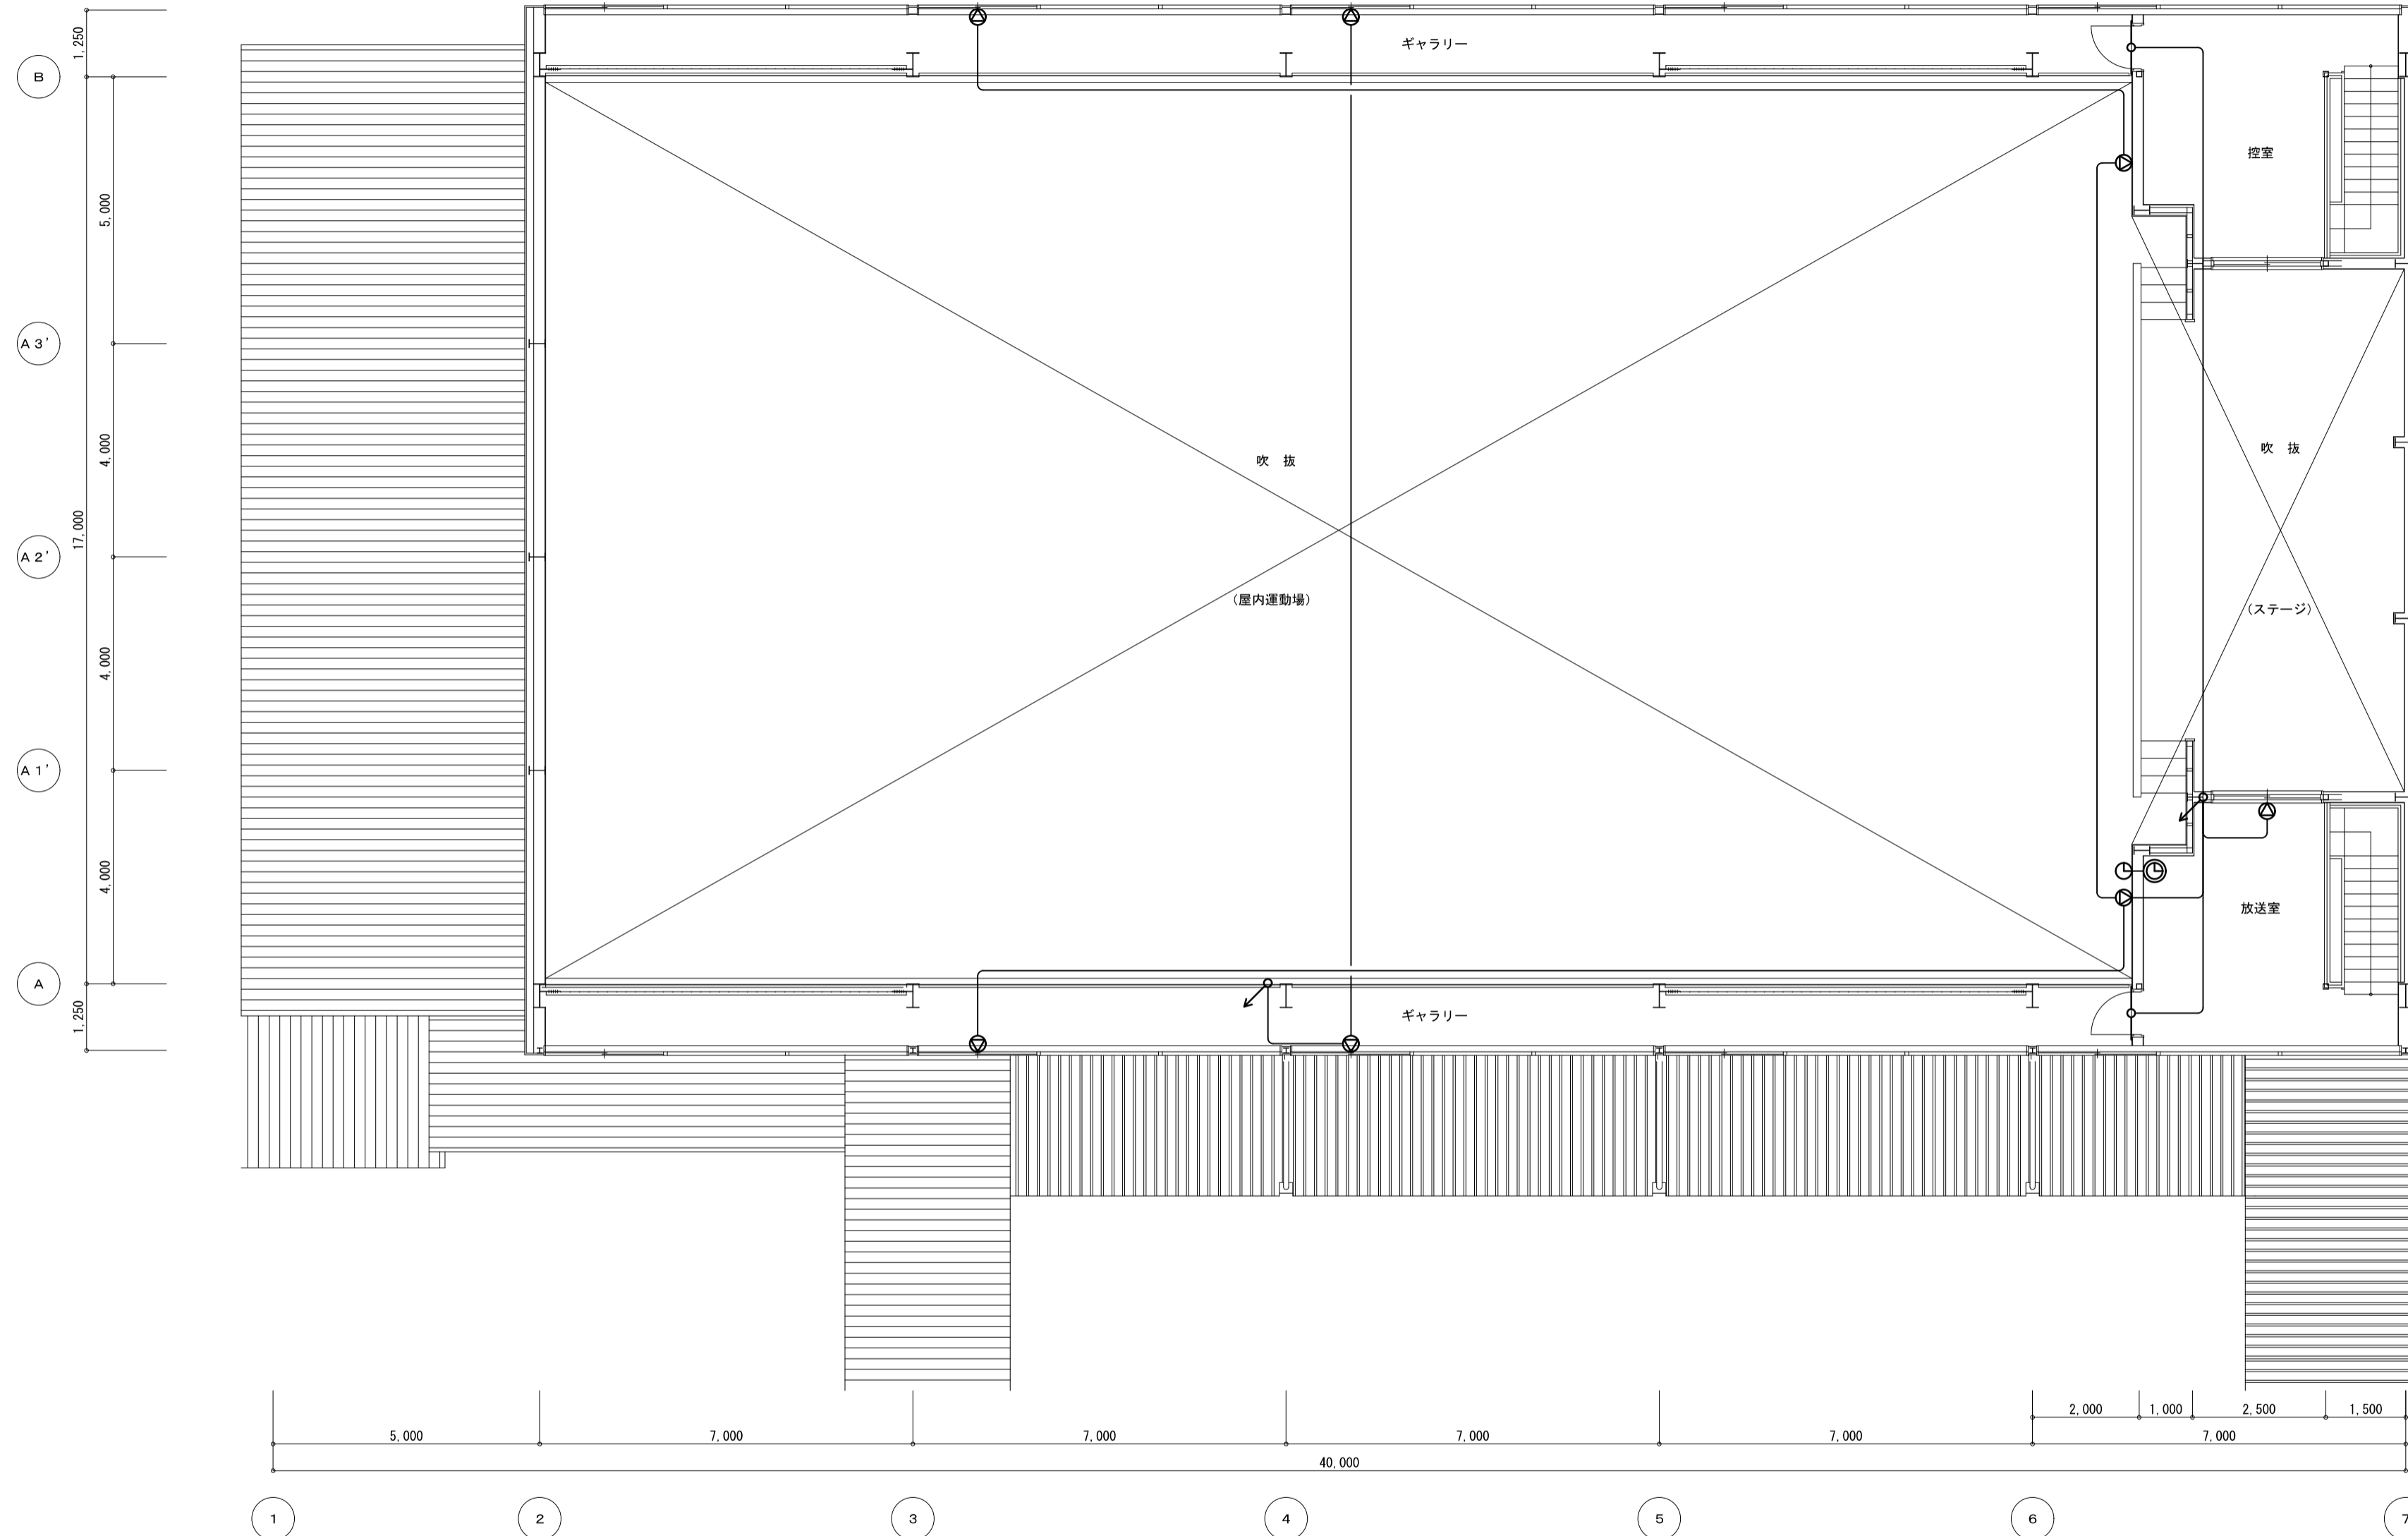 1,250
ギャラリー
B
控室
5,000
A3'
4,000
吹　抜
吹　抜
17,000
A2'
(屋内運動場)
(ステージ)
4,000
A1'
4,000
放送室
A
ギャラリー
1,250
2,000 1,000 2,500 1,500
5,000 7,000 7,000 7,000 7,000 7,000
40,000
1 2 3 4 5 6 7